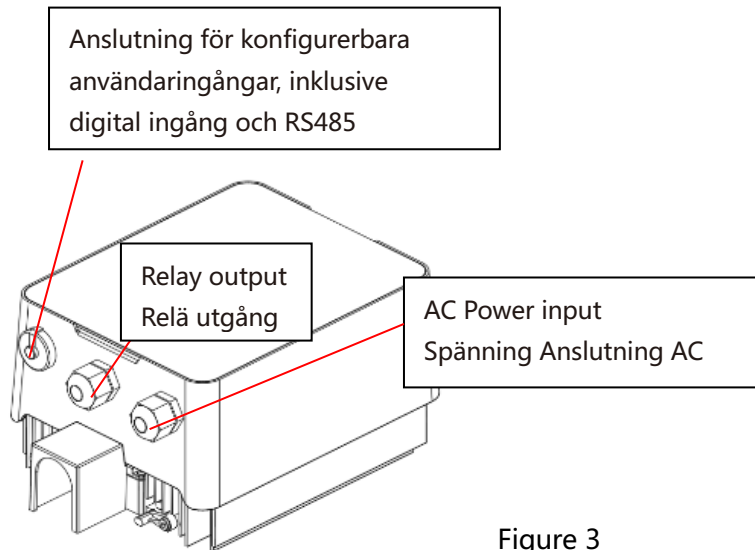 Anslutning för konfigurerbara
användaringångar, inklusive
digital ingång och RS485
Relay output
Relä utgång
AC Power input
Spänning Anslutning AC
Figure 3